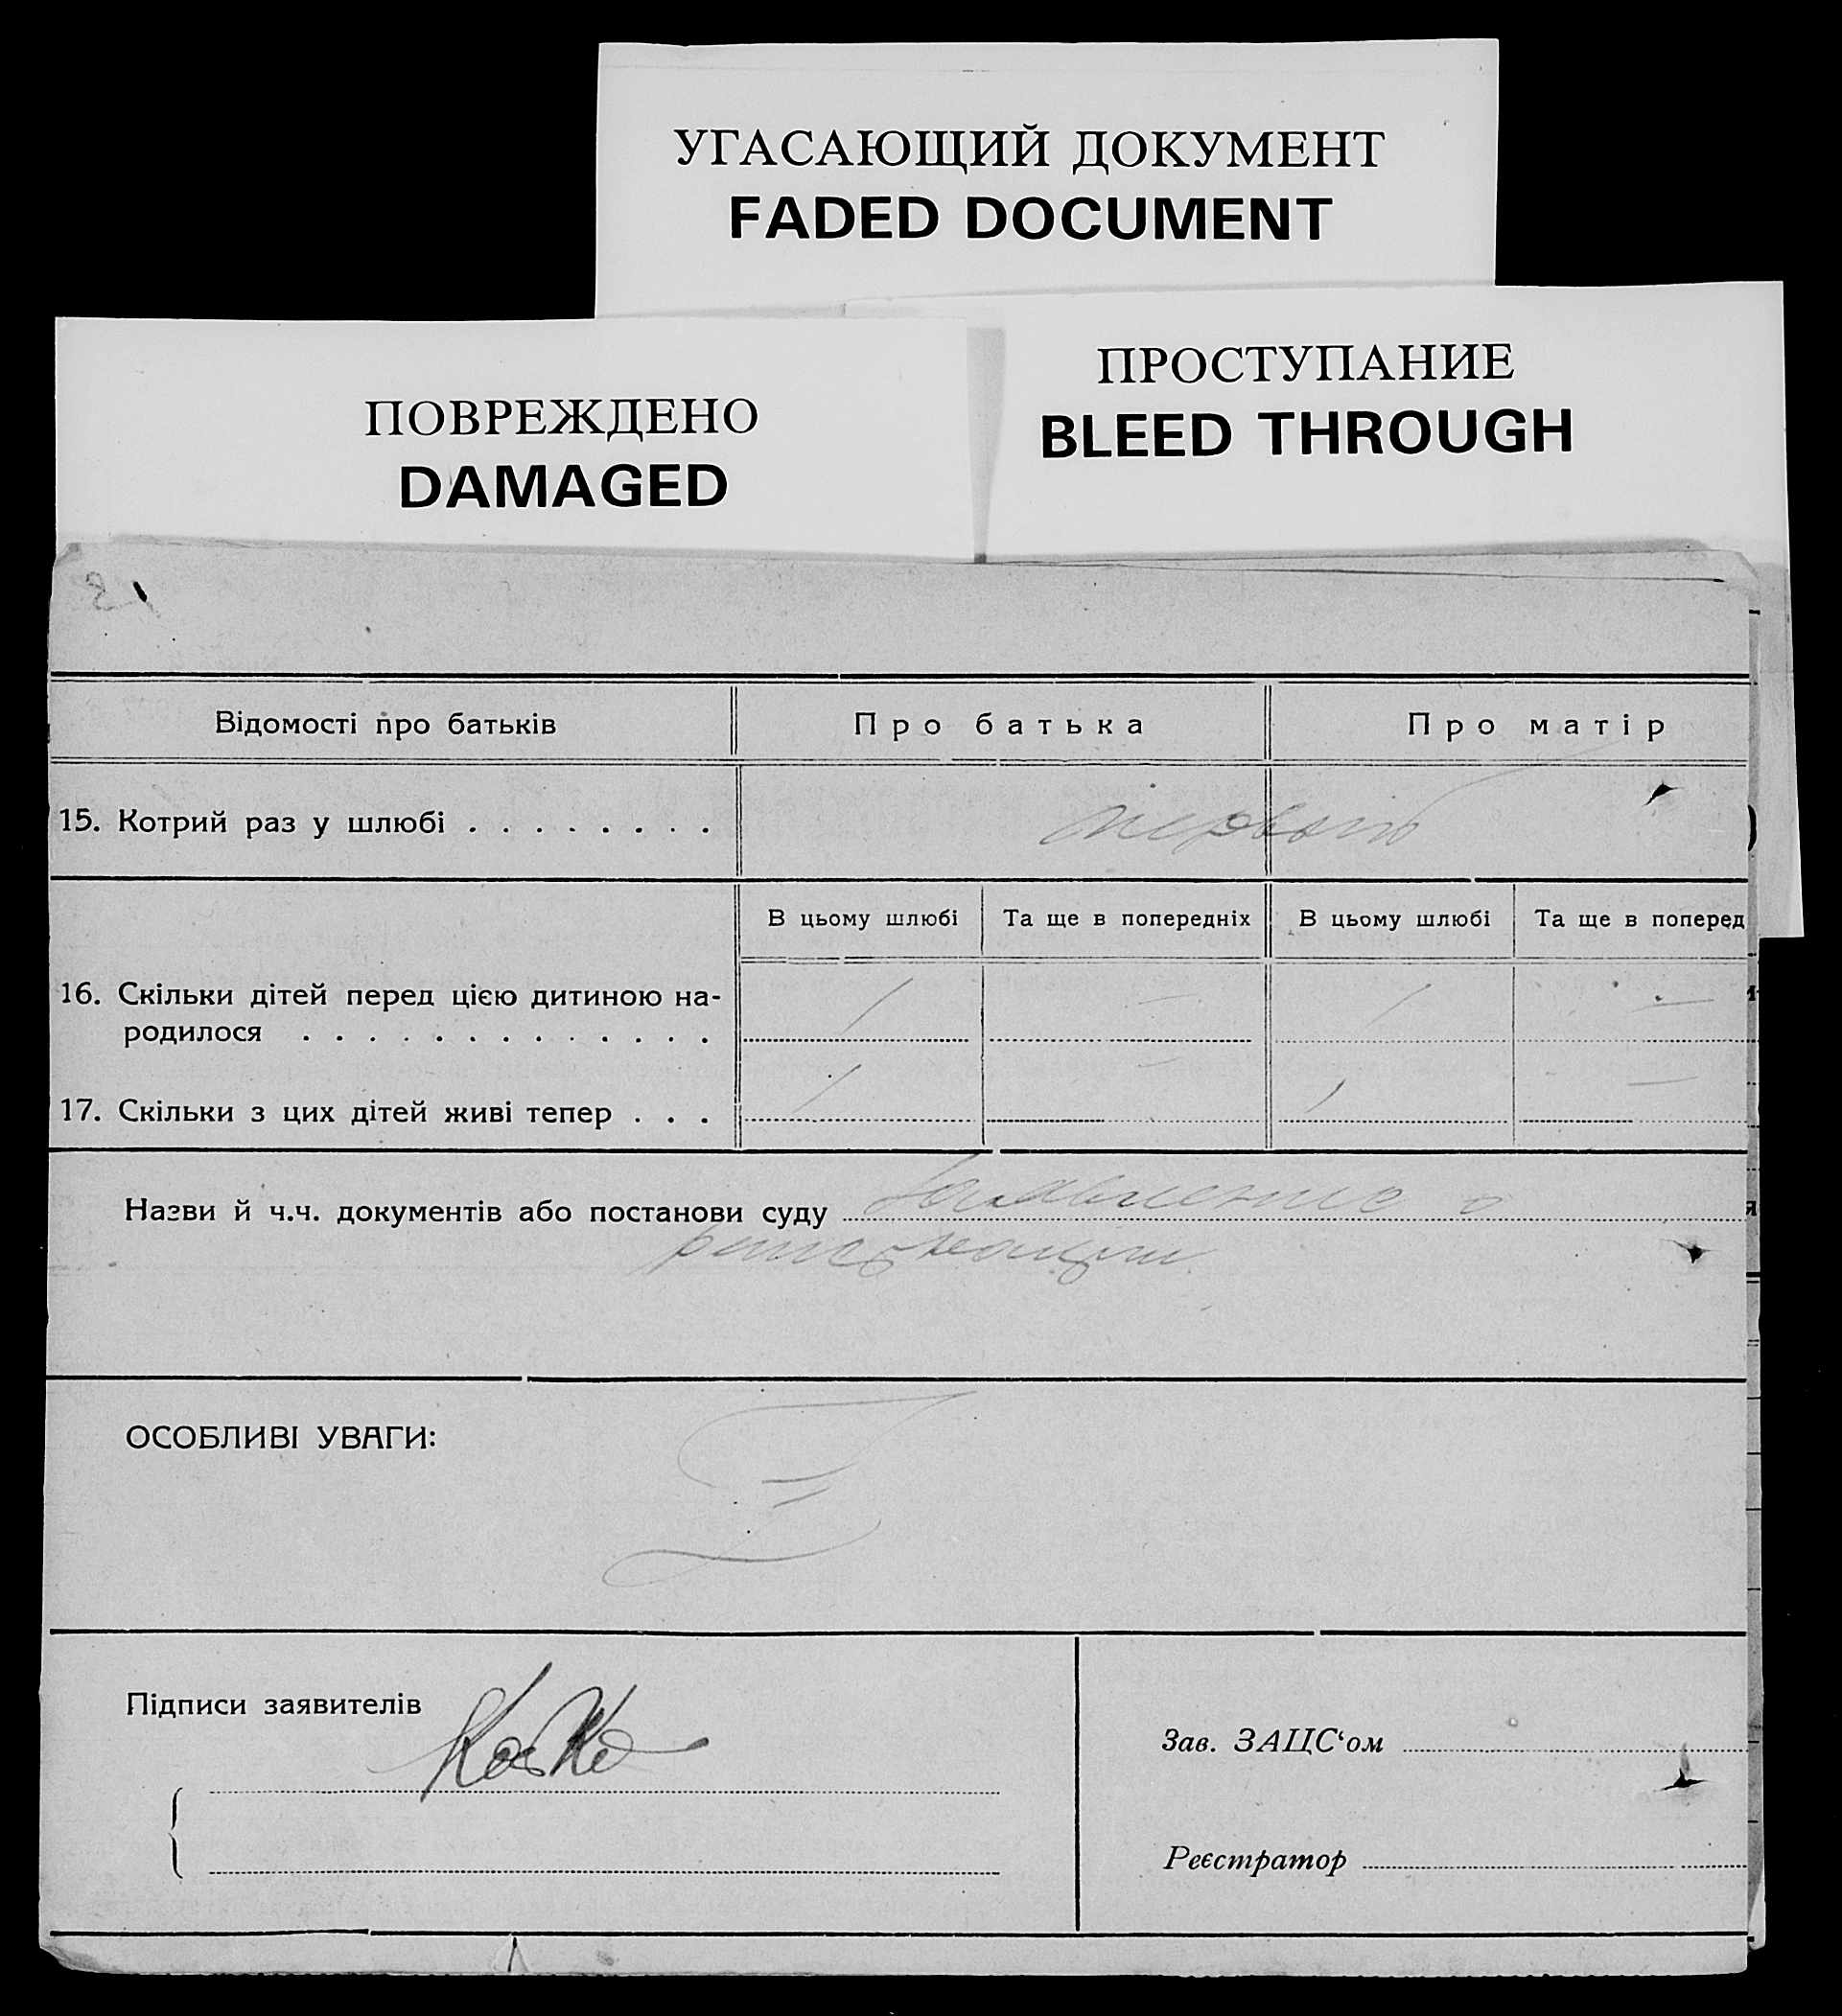 УГАСАЮЩИЙ ДОКУМЕНТ
FADED DOCUMENT
ПРОСТУПАНИЕ
BLEED THROUGH
ПОВРЕЖДЕНО
DAMAGED
Відомості про батьків Про батька Про матір
15. Котрий раз у шлюбі . . . . . . . . первый
В цьому шлюбі Та ще в попередніх В цьому шлюбі Та ще в поперед
16. Скільки дітей перед цією дитиною на- 1 — 1 —
родилося . . . . . . . . . . . . .
17. Скільки з цих дітей живі тепер . . . 1 — 1 —
Назви й ч.ч. документів або постанови суду Заявление о
ОСОБЛИВІ УВАГИ:
Підписи заявителів
Зав. ЗАЦС‘ом
Реєстратор